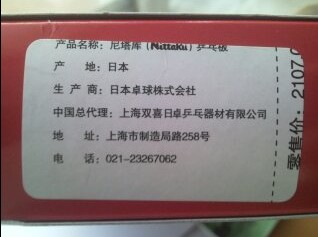 产品名称：尼塔库（Nittaku）乒乓板
产 地：日本
生 产 商：日本卓球株式会社
中国总代理：上海双喜日卓乒乓器材有限公司
地 址：上海市制造局路258号
电 话：021-23267062
零售价：2107.0